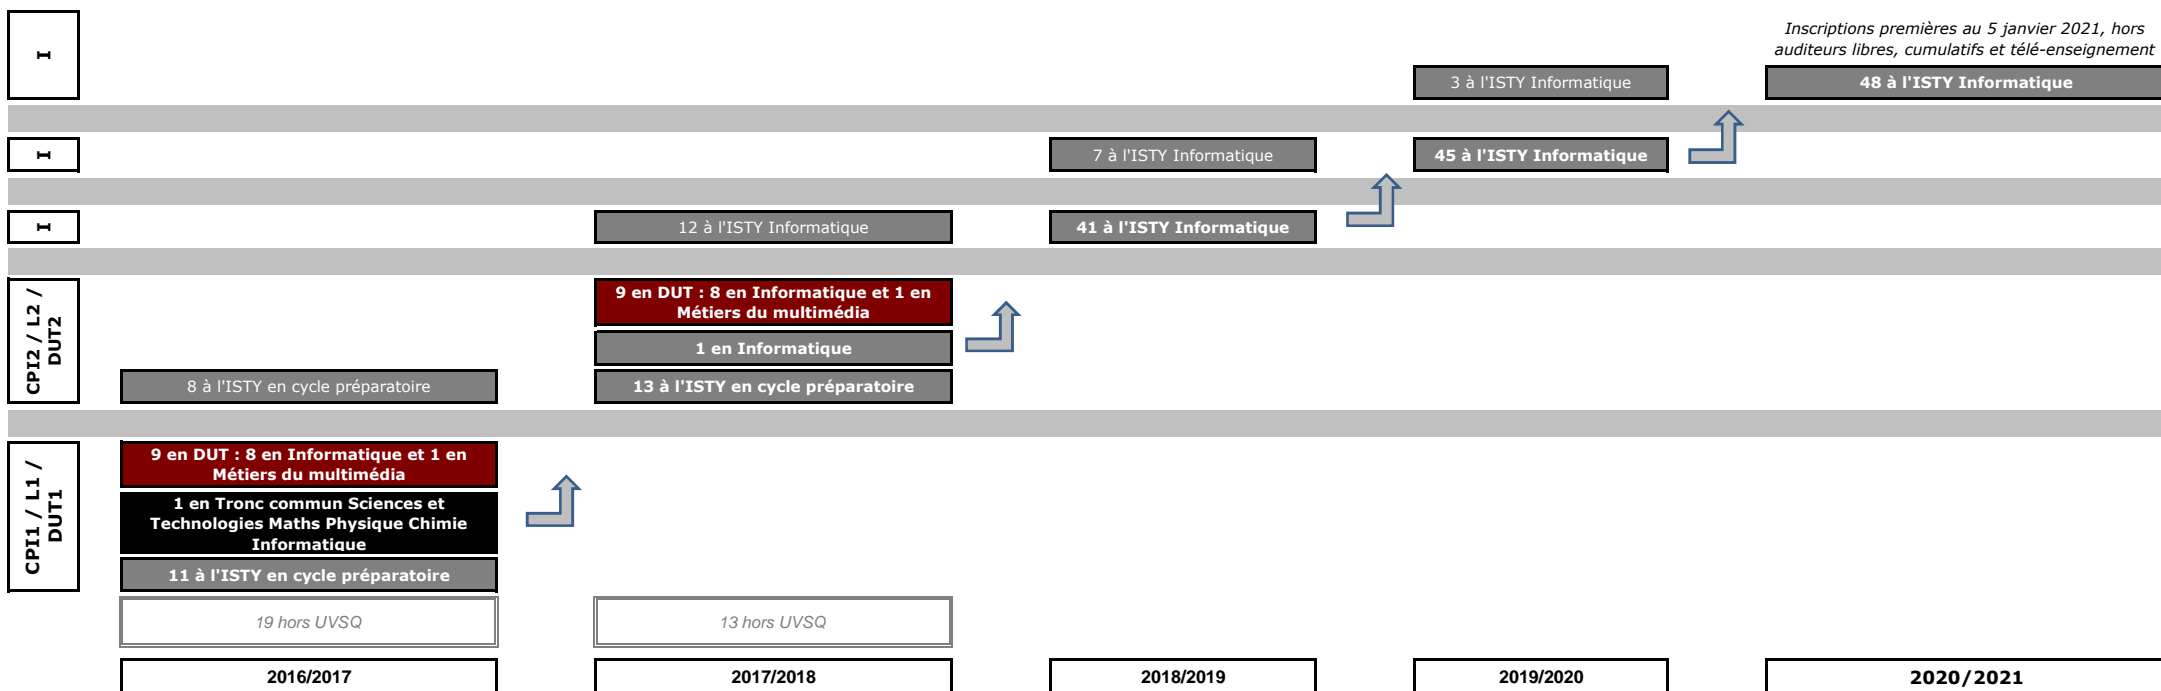 I
Inscriptions premières au 5 janvier 2021, hors
auditeurs libres, cumulatifs et télé-enseignement
3 à l'ISTY Informatique
48 à l'ISTY Informatique
I
7 à l'ISTY Informatique
45 à l'ISTY Informatique
I
12 à l'ISTY Informatique
41 à l'ISTY Informatique
CPI2 / L2 /
DUT2
9 en DUT : 8 en Informatique et 1 en
Métiers du multimédia
1 en Informatique
8 à l'ISTY en cycle préparatoire
13 à l'ISTY en cycle préparatoire
CPI1 / L1 /
DUT1
9 en DUT : 8 en Informatique et 1 en
Métiers du multimédia
1 en Tronc commun Sciences et
Technologies Maths Physique Chimie
Informatique
11 à l'ISTY en cycle préparatoire
19 hors UVSQ
13 hors UVSQ
2016/2017
2017/2018
2018/2019
2019/2020
2020/2021